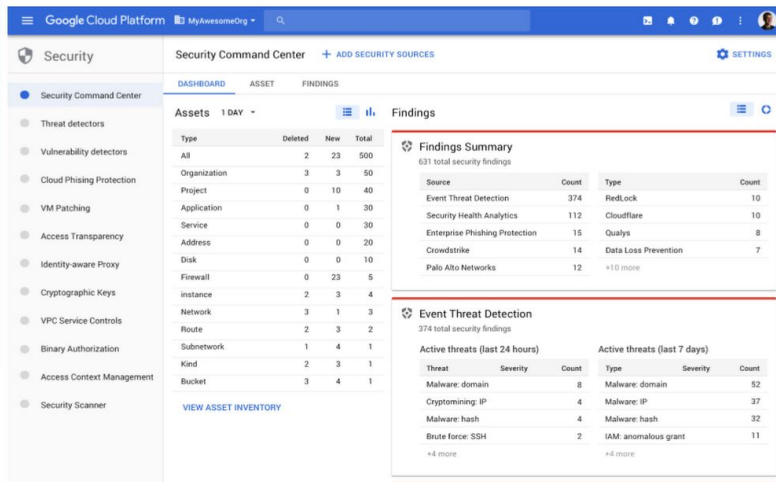 Google Cloud Platform MyAwesomeOrg
Security
Security Command Center
Threat detectors
Vulnerability detectors
Cloud Phising Protection
VM Patching
Access Transparency
Identity-aware Proxy
Cryptographic Keys
VPC Service Controls
Binary Authorization
Access Context Management
Security Scanner
Security Command Center + ADD SECURITY SOURCES SETTINGS
DASHBOARD ASSET FINDINGS
Assets 1 DAY
Type Deleted New Total
All 2 23 500
Organization 3 3 50
Project 0 10 40
Application 0 1 30
Service 0 0 30
Address 0 0 20
Disk 0 0 10
Firewall 0 23 5
instance 2 3 4
Network 3 1 3
Route 2 3 2
Subnetwork 1 4 1
Kind 2 3 1
Bucket 3 4 1
VIEW ASSET INVENTORY
Findings
Findings Summary
631 total security findings
Source Count Type Count
Event Threat Detection 374 RedLock 10
Security Health Analytics 112 Cloudflare 10
Enterprise Phishing Protection 15 Qualys 8
Crowdstrike 14 Data Loss Prevention 7
Palo Alto Networks 12 +10 more
Event Threat Detection
374 total security findings
Active threats (last 24 hours) Active threats (last 7 days)
Threat Severity Count Type Severity Count
Malware: domain 8 Malware: domain 52
Cryptomining: IP 4 Malware: IP 37
Malware: hash 4 Malware: hash 32
Brute force: SSH 2 IAM: anomalous grant 11
+4 more +4 more